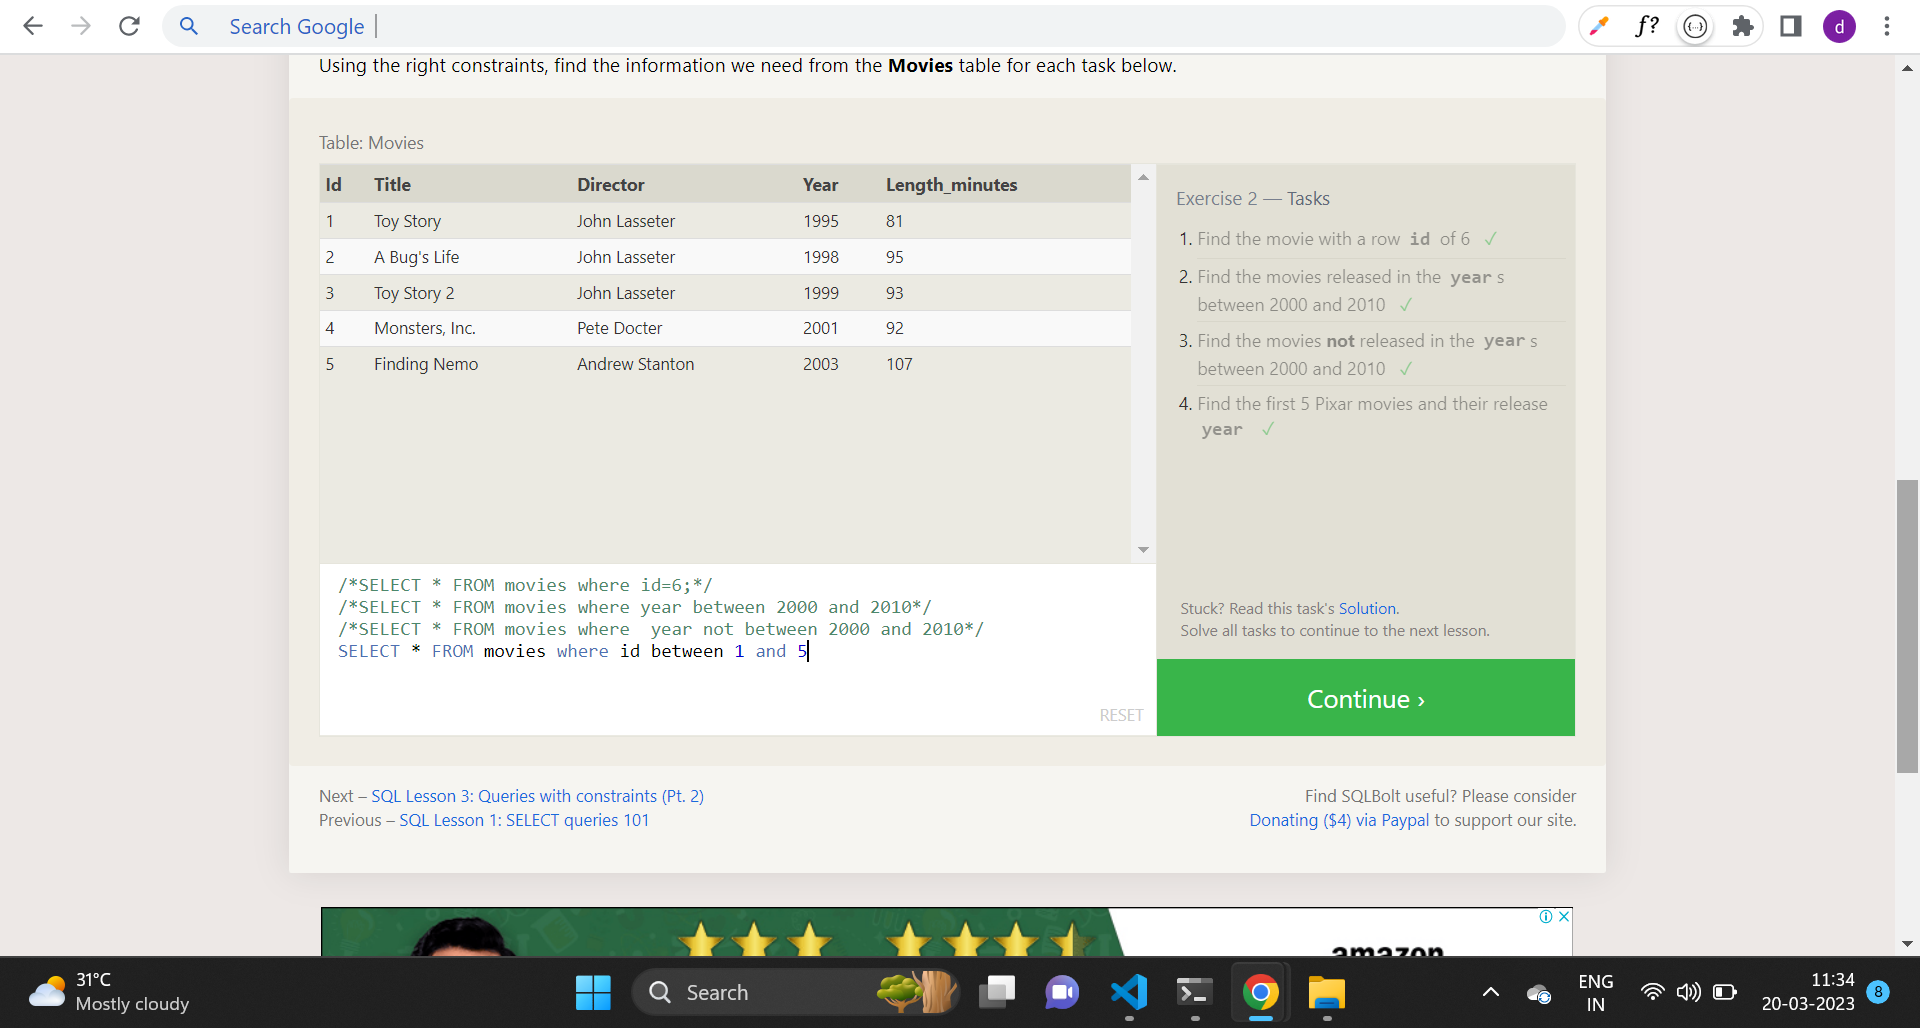 Search Google
f?
{···}
d
Using the right constraints, find the information we need from the Movies table for each task below.
Table: Movies
Id Title Director Year Length_minutes
1 Toy Story John Lasseter 1995 81
2 A Bug's Life John Lasseter 1998 95
3 Toy Story 2 John Lasseter 1999 93
4 Monsters, Inc. Pete Docter 2001 92
5 Finding Nemo Andrew Stanton 2003 107
Exercise 2 — Tasks
1. Find the movie with a row id of 6 ✓
2. Find the movies released in the year s
between 2000 and 2010 ✓
3. Find the movies not released in the year s
between 2000 and 2010 ✓
4. Find the first 5 Pixar movies and their release
year ✓
/*SELECT * FROM movies where id=6;*/
/*SELECT * FROM movies where year between 2000 and 2010*/
/*SELECT * FROM movies where  year not between 2000 and 2010*/
SELECT * FROM movies where id between 1 and 5
RESET
Stuck? Read this task's Solution.
Solve all tasks to continue to the next lesson.
Continue ›
Next – SQL Lesson 3: Queries with constraints (Pt. 2)
Previous – SQL Lesson 1: SELECT queries 101
Find SQLBolt useful? Please consider
Donating ($4) via Paypal to support our site.
amazon
31°C
Mostly cloudy
Search
ENG
IN
11:34
20-03-2023
8